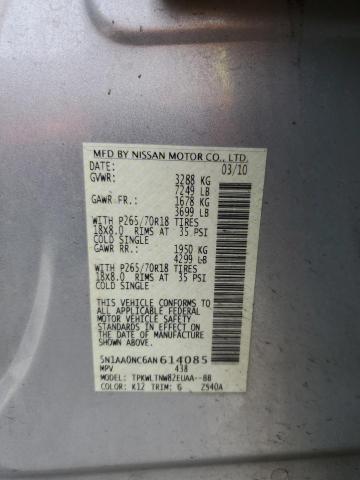 MFD BY NISSAN MOTOR CO., LTD.
DATE: 03/10
GVWR: 3288 KG
7249 LB
GAWR FR.: 1678 KG
3699 LB
WITH P265/70R18 TIRES
18x8.0 RIMS AT 35 PSI
COLD SINGLE
GAWR RR.: 1950 KG
4299 LB
WITH P265/70R18 TIRES
18x8.0 RIMS AT 35 PSI
COLD SINGLE
THIS VEHICLE CONFORMS TO ALL
APPLICABLE FEDERAL MOTOR
VEHICLE SAFETY STANDARDS
IN EFFECT ON THE DATE OF
MANUFACTURE SHOWN ABOVE.
5N1AA0NC6AN614085
MPV 438
MODEL: TPKWLTNW82EUAA--BB
COLOR: K12 TRIM: G Z540A